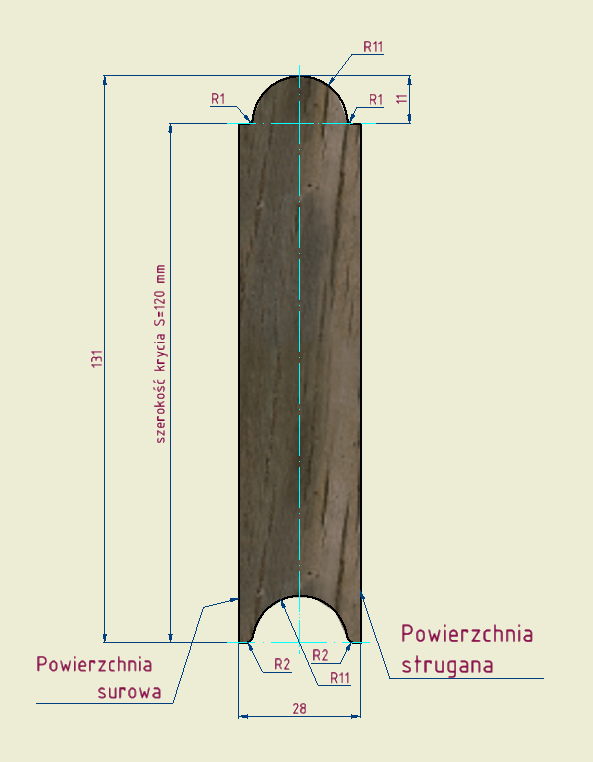 R11
R1
R1
11
131
szerokość krycia S=120 mm
Powierzchnia
strugana
Powierzchnia
surowa
R2
R2
R11
28